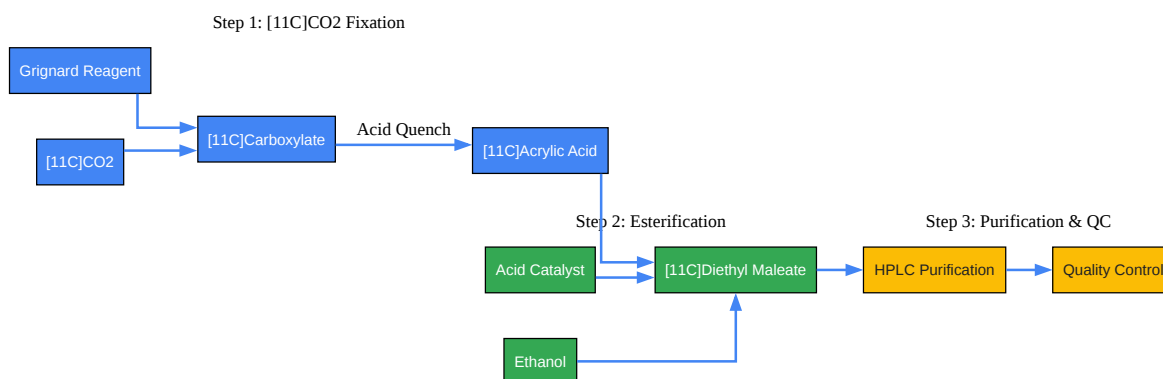 Step 1: [11C]CO2 Fixation
Grignard Reagent
[11C]CO2
[11C]Carboxylate
Acid Quench
[11C]Acrylic Acid
Step 2: Esterification
Acid Catalyst
[11C]Diethyl Maleate
Ethanol
Step 3: Purification & QC
HPLC Purification
Quality Control